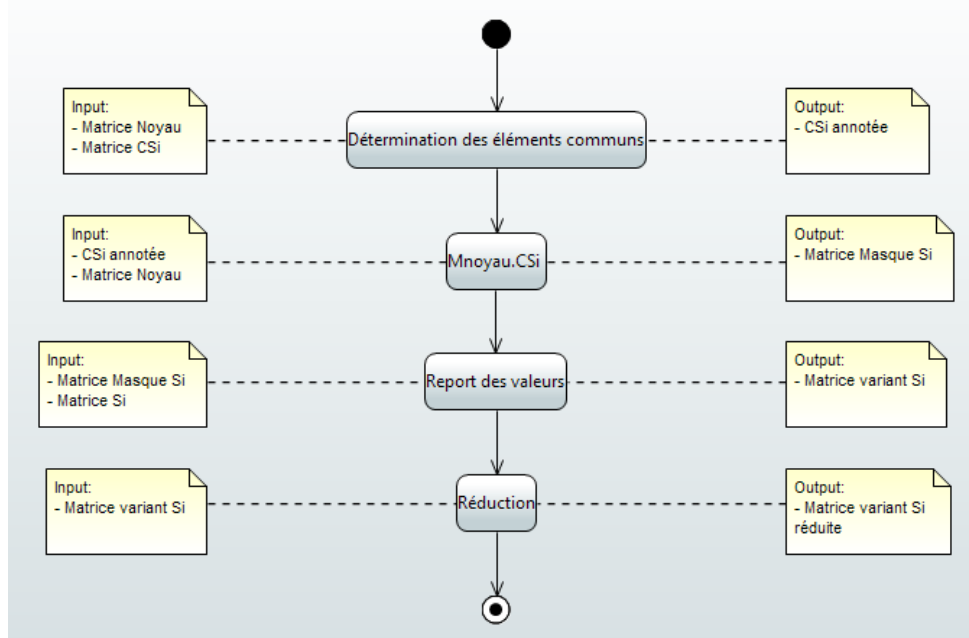 Input:
- Matrice Noyau
- Matrice CSi
Détermination des éléments communs
Output:
- CSi annotée
Input:
- CSi annotée
- Matrice Noyau
Mnoyau.CSi
Output:
- Matrice Masque Si
Input:
- Matrice Masque Si
- Matrice Si
Report des valeurs
Output:
- Matrice variant Si
Input:
- Matrice variant Si
Réduction
Output:
- Matrice variant Si
réduite